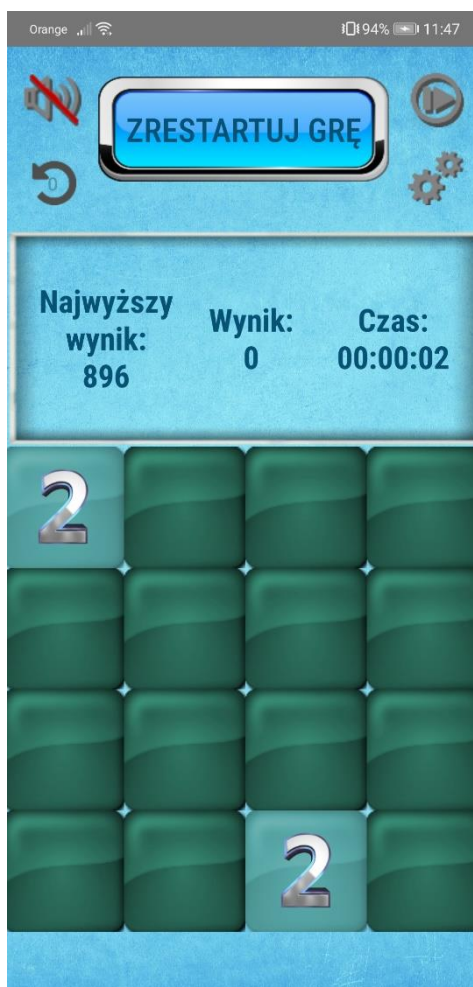 Orange 94% 11:47
ZRESTARTUJ GRĘ
0
Najwyższy
wynik:
896
Wynik:
0
Czas:
00:00:02
2
2